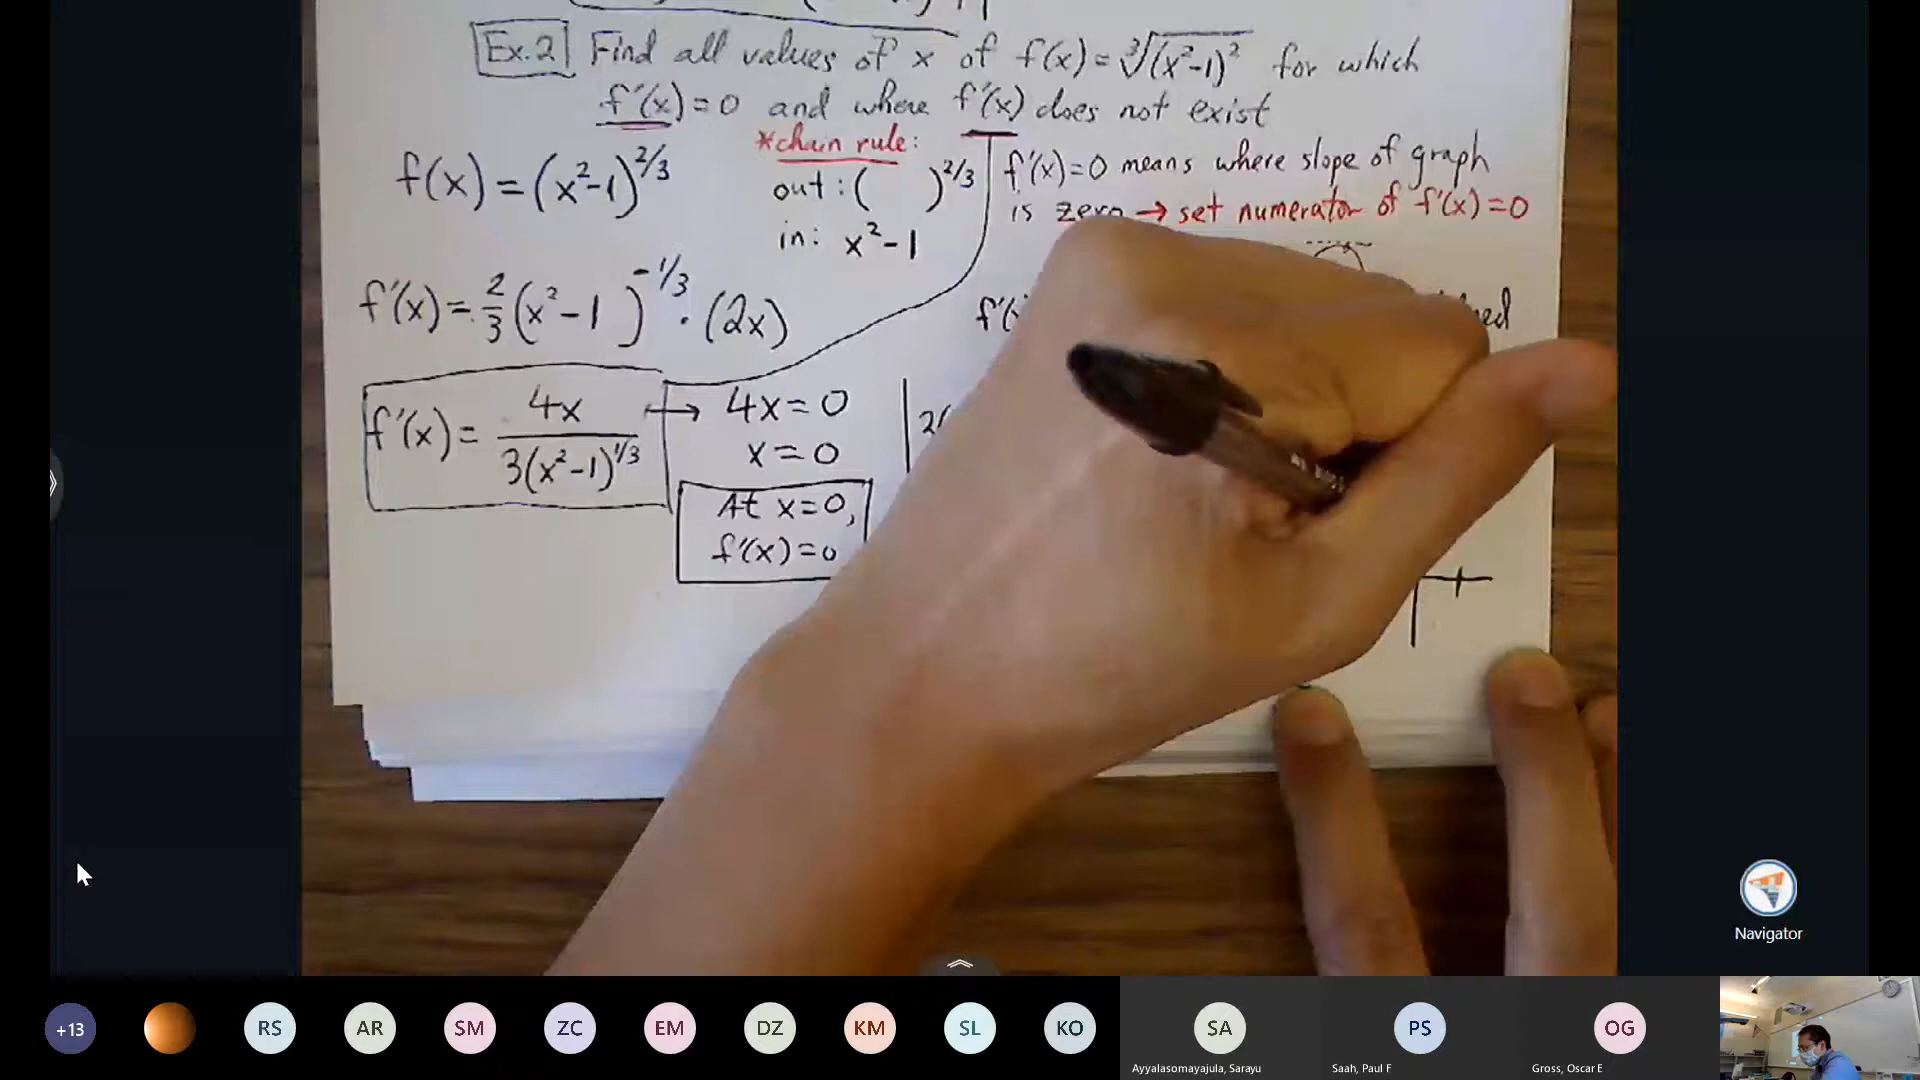 Ex. 2 Find all values of x of f(x) = ∛(x²-1)² for which
f'(x) = 0 and where f'(x) does not exist
*chain rule:
f(x) = (x²-1)^2/3
out: ( )^2/3
in: x²-1
f'(x)=0 means where slope of graph
is zero → set numerator of f'(x) = 0
f'(x) = 2/3 (x²-1)^-1/3 · (2x)
f'(x) = 4x / 3(x²-1)^1/3 → 4x = 0
x = 0
At x=0,
f'(x)=0
Navigator
+13
RS
AR
SM
ZC
EM
DZ
KM
SL
KO
SA
PS
OG
Ayyalasomayajula, Sarayu
Saah, Paul F
Gross, Oscar E